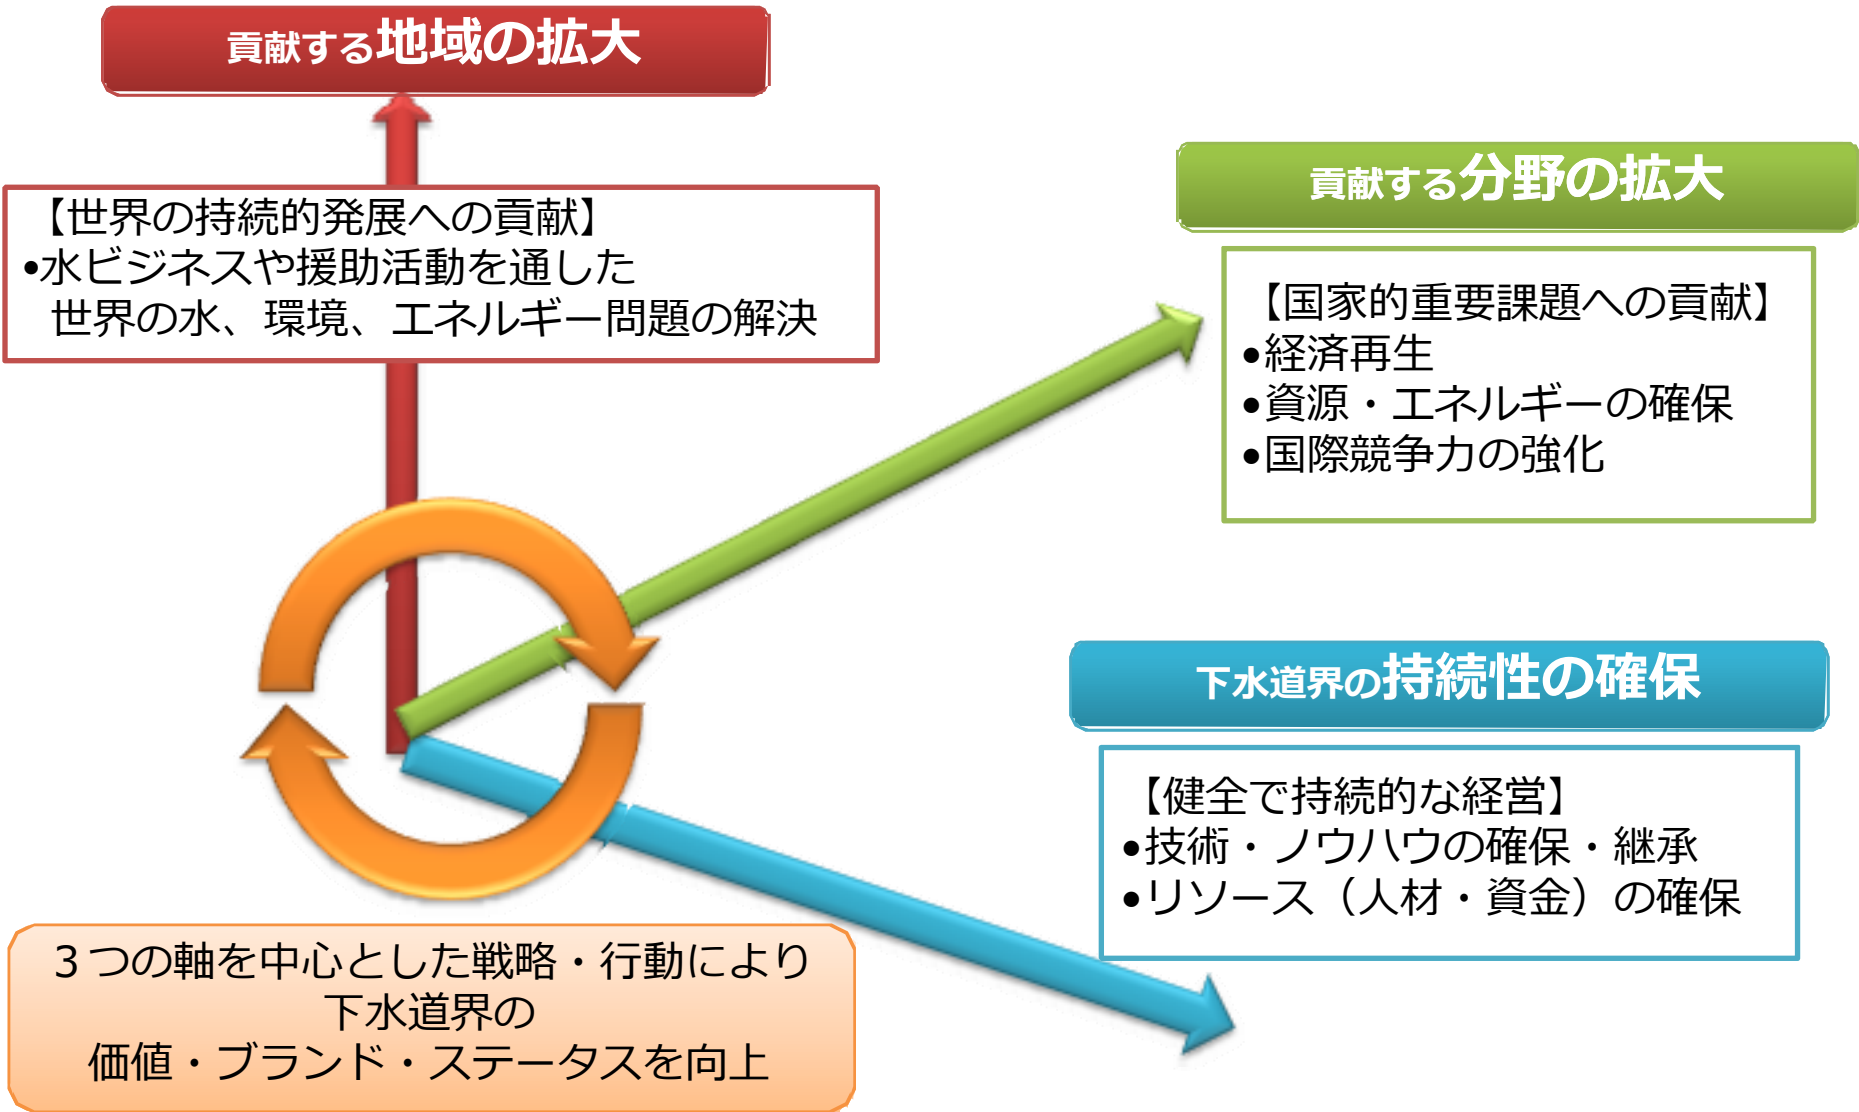 貢献する地域の拡大
【世界の持続的発展への貢献】
•水ビジネスや援助活動を通した
世界の水、環境、エネルギー問題の解決
貢献する分野の拡大
【国家的重要課題への貢献】
•経済再生
•資源・エネルギーの確保
•国際競争力の強化
下水道界の持続性の確保
【健全で持続的な経営】
•技術・ノウハウの確保・継承
•リソース（人材・資金）の確保
３つの軸を中心とした戦略・行動により
下水道界の
価値・ブランド・ステータスを向上